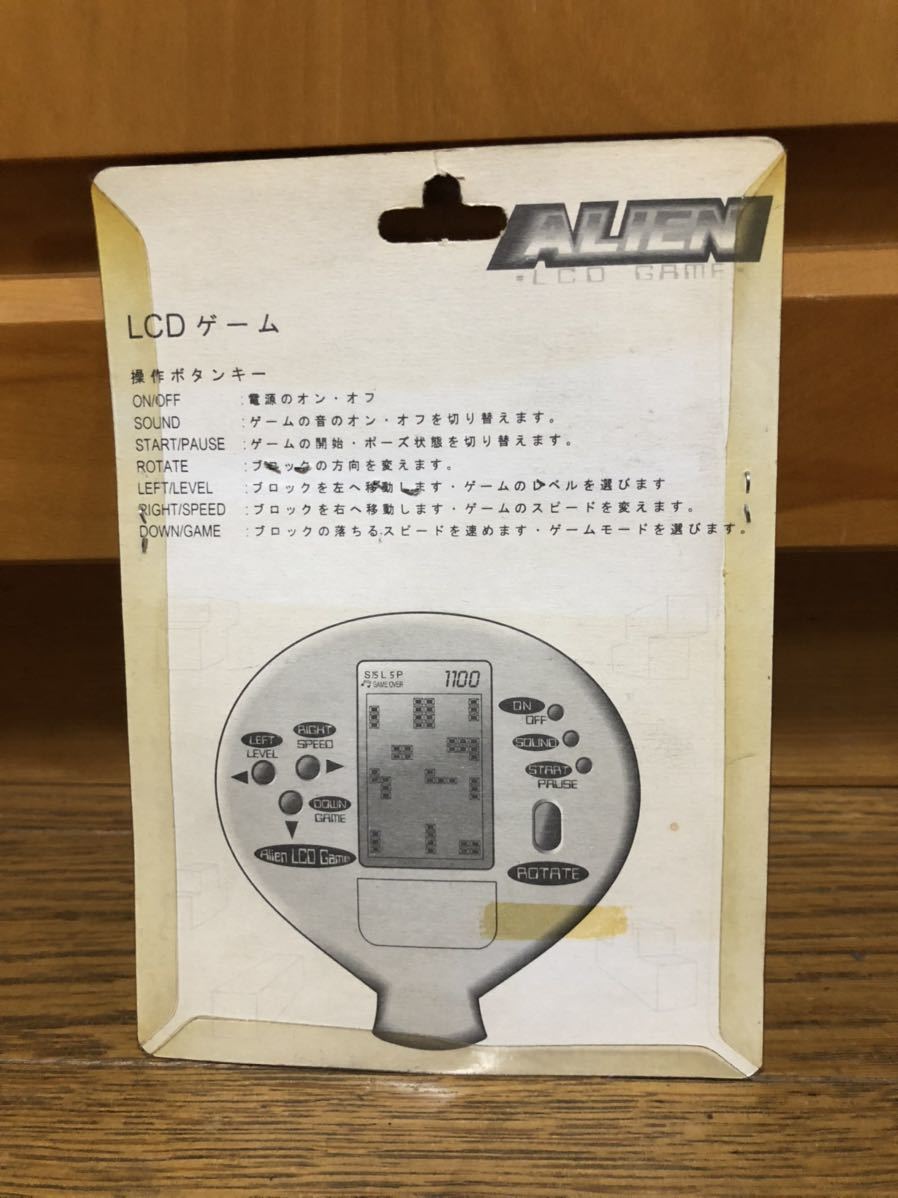 ALIEN
LCD GAME
LCD ゲーム
操作ボタンキー
ON/OFF :電源のオン・オフ
SOUND :ゲームの音のオン・オフを切り替えます。
START/PAUSE :ゲームの開始・ポーズ状態を切り替えます。
ROTATE :ブロックの方向を変えます。
LEFT/LEVEL :ブロックを左へ移動します・ゲームのレベルを選びます
RIGHT/SPEED :ブロックを右へ移動します・ゲームのスピードを変えます。
DOWN/GAME :ブロックの落ちるスピードを速めます・ゲームモードを選びます。
S/5 L 5 P 1100
GAME OVER
ON
OFF
SOUND
START
PAUSE
ROTATE
RIGHT
SPEED
LEFT
LEVEL
DOWN
GAME
Alien LCD Game